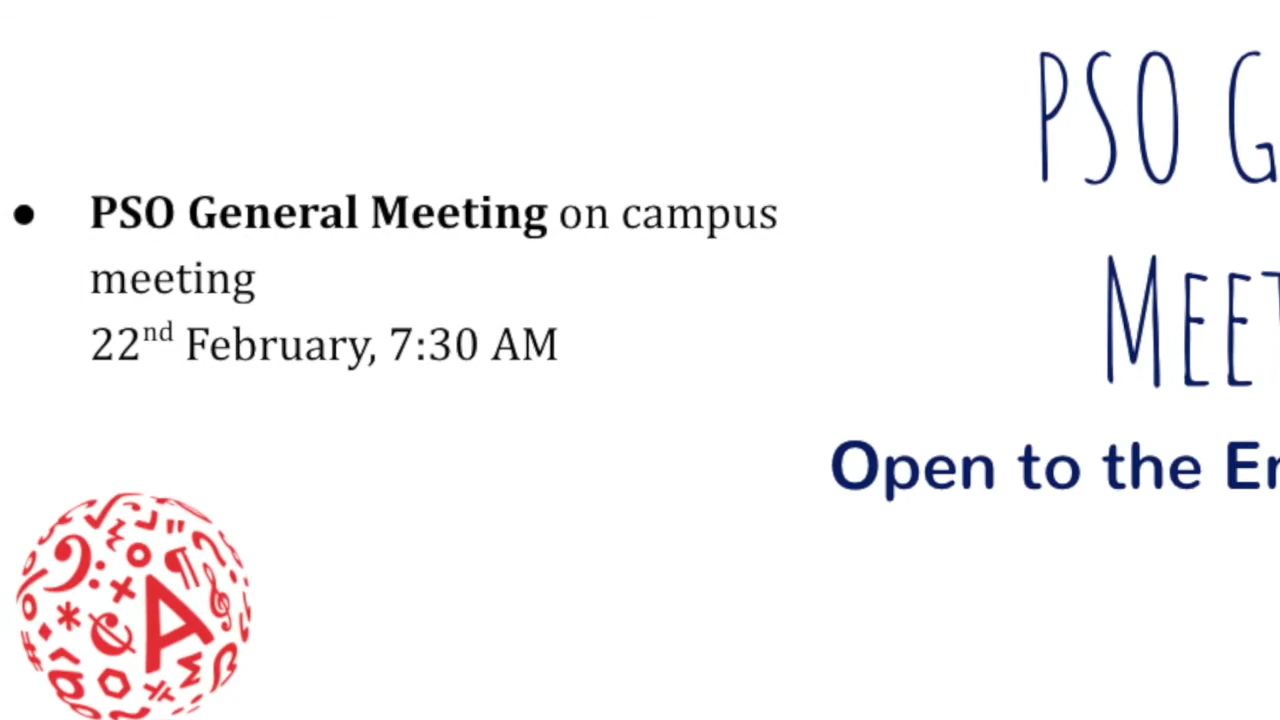 ● PSO General Meeting on campus
meeting
22nd February, 7:30 AM
PSO G
MEET
Open to the En